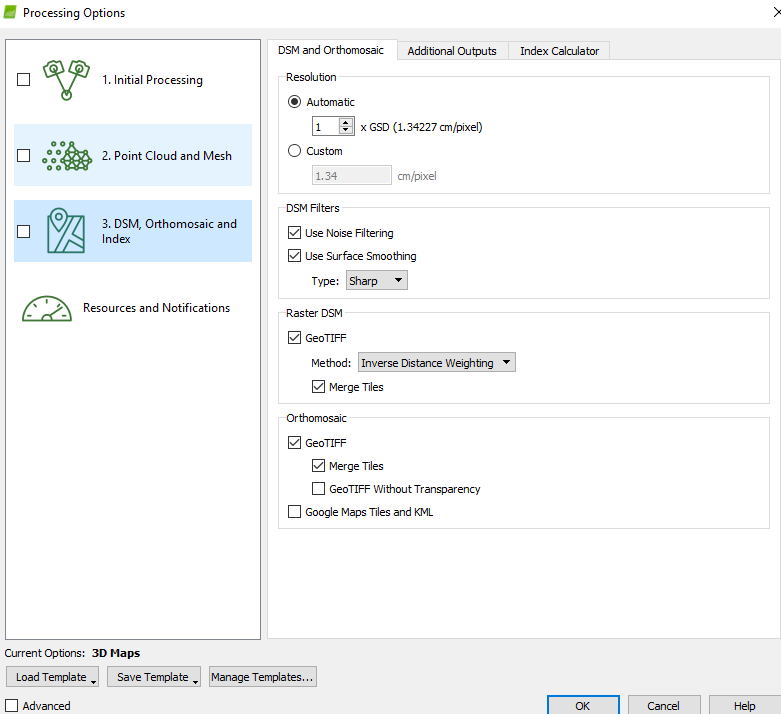 Processing Options
1. Initial Processing
2. Point Cloud and Mesh
3. DSM, Orthomosaic and
Index
Resources and Notifications
DSM and Orthomosaic
Additional Outputs
Index Calculator
Resolution
Automatic
1 x GSD (1.34227 cm/pixel)
Custom
1.34 cm/pixel
DSM Filters
Use Noise Filtering
Use Surface Smoothing
Type: Sharp
Raster DSM
GeoTIFF
Method: Inverse Distance Weighting
Merge Tiles
Orthomosaic
GeoTIFF
Merge Tiles
GeoTIFF Without Transparency
Google Maps Tiles and KML
Current Options: 3D Maps
Load Template
Save Template
Manage Templates...
Advanced
OK
Cancel
Help